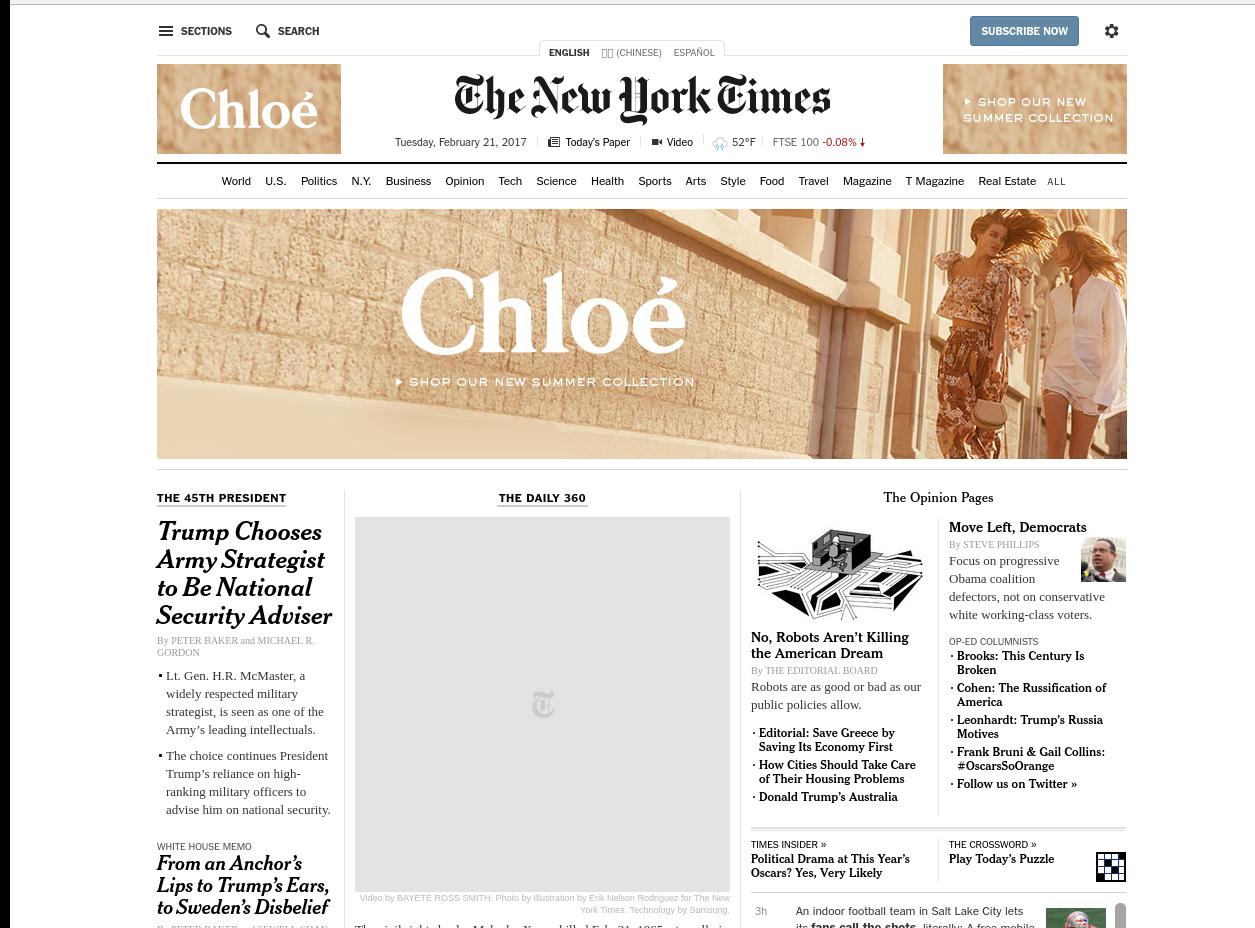 SECTIONS
SEARCH
SUBSCRIBE NOW
ENGLISH
(CHINESE)
ESPAÑOL
Chloé
The New York Times
SHOP OUR NEW
SUMMER COLLECTION
Tuesday, February 21, 2017
Today's Paper
Video
52°F
FTSE 100 -0.08%
World U.S. Politics N.Y. Business Opinion Tech Science Health Sports Arts Style Food Travel Magazine T Magazine Real Estate ALL
Chloé
SHOP OUR NEW SUMMER COLLECTION
THE 45TH PRESIDENT
Trump Chooses
Army Strategist
to Be National
Security Adviser
By PETER BAKER and MICHAEL R.
GORDON
• Lt. Gen. H.R. McMaster, a
widely respected military
strategist, is seen as one of the
Army's leading intellectuals.
• The choice continues President
Trump's reliance on high-
ranking military officers to
advise him on national security.
WHITE HOUSE MEMO
From an Anchor's
Lips to Trump's Ears,
to Sweden's Disbelief
THE DAILY 360
Video by BAYETÉ ROSS SMITH. Photo by Illustration by Erik Nelson Rodriguez for The New
York Times. Technology by Samsung.
The Opinion Pages
No, Robots Aren't Killing
the American Dream
By THE EDITORIAL BOARD
Robots are as good or bad as our
public policies allow.
· Editorial: Save Greece by
Saving Its Economy First
· How Cities Should Take Care
of Their Housing Problems
· Donald Trump's Australia
Move Left, Democrats
By STEVE PHILLIPS
Focus on progressive
Obama coalition
defectors, not on conservative
white working-class voters.
OP-ED COLUMNISTS
· Brooks: This Century Is
Broken
· Cohen: The Russification of
America
· Leonhardt: Trump's Russia
Motives
· Frank Bruni & Gail Collins:
#OscarsSoOrange
· Follow us on Twitter »
TIMES INSIDER »
Political Drama at This Year's
Oscars? Yes, Very Likely
THE CROSSWORD »
Play Today's Puzzle
3h
An indoor football team in Salt Lake City lets
its fans call the shots, literally: A free mobile